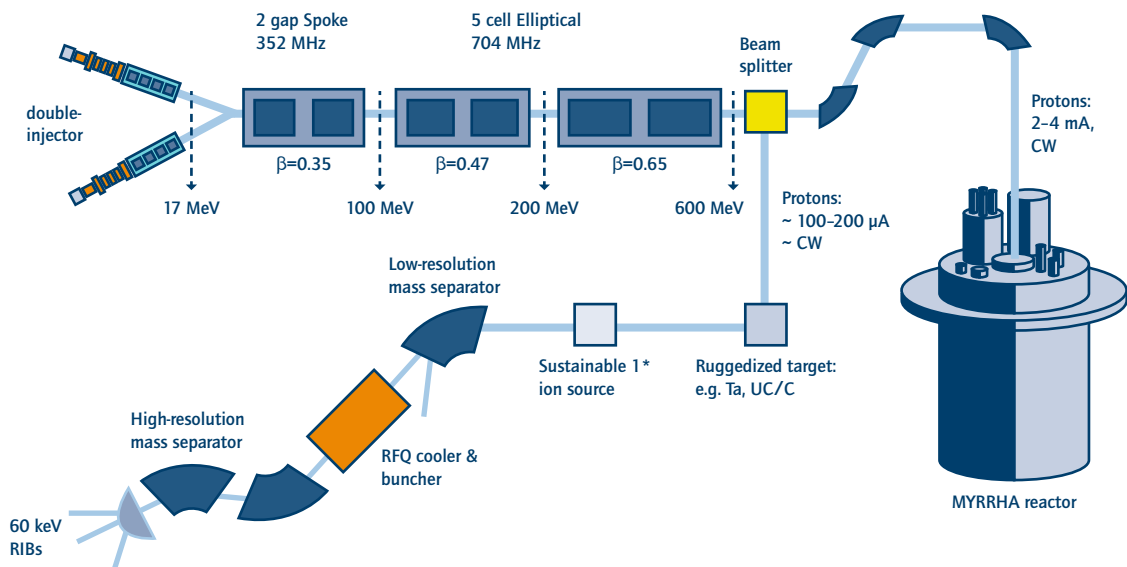 2 gap Spoke
352 MHz
5 cell Elliptical
704 MHz
Beam
splitter
double-
injector
Protons:
2–4 mA,
CW
β=0.35
β=0.47
β=0.65
17 MeV
100 MeV
200 MeV
600 MeV
Protons:
~ 100–200 µA
~ CW
Low-resolution
mass separator
Sustainable 1*
ion source
Ruggedized target:
e.g. Ta, UC/C
High-resolution
mass separator
RFQ cooler &
buncher
MYRRHA reactor
60 keV
RIBs